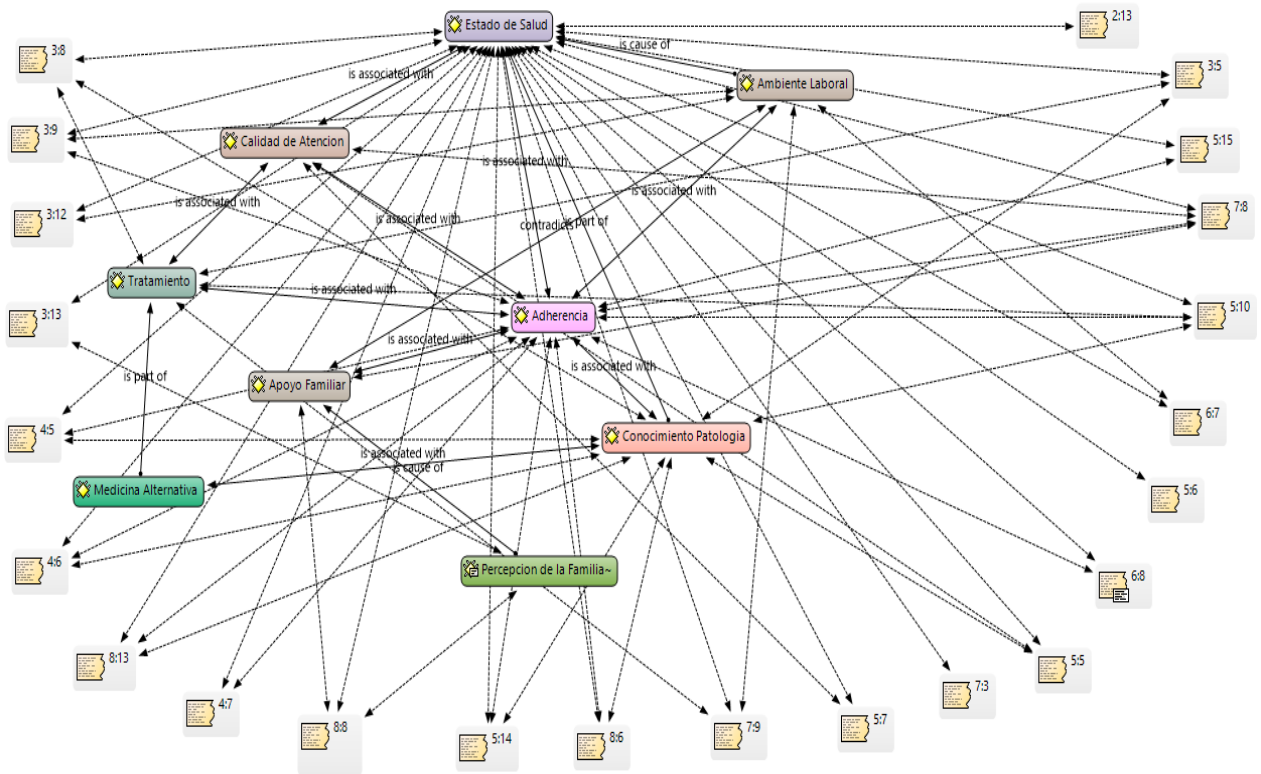 Estado de Salud
2:13
is cause of
3:8
is associated with
3:5
Ambiente Laboral
3:9
Calidad de Atencion
5:15
is associated with
is associated with
is associated with
7:8
3:12
is associated with
contradicts
is part of
Tratamiento
is associated with
5:10
3:13
Adherencia
is associated with
is associated with
is part of
Apoyo Familiar
6:7
4:5
Conocimiento Patologia
is associated with
is cause of
Medicina Alternativa
5:6
4:6
Percepcion de la Familia~
6:8
8:13
5:5
7:3
4:7
8:8
5:14
8:6
7:9
5:7